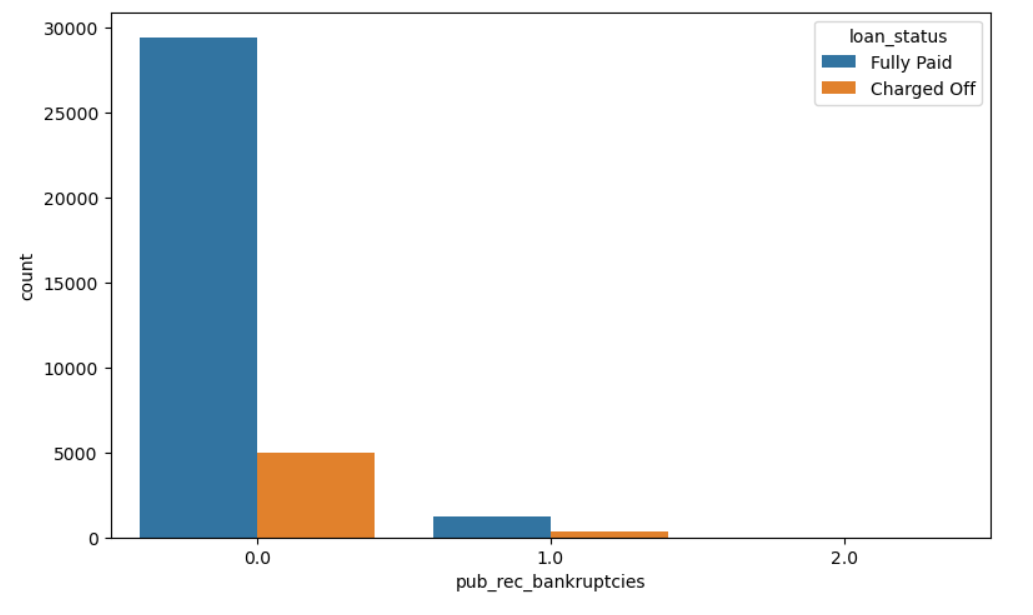 30000
25000
20000
15000
10000
5000
0
count
loan_status
Fully Paid
Charged Off
0.0 1.0 2.0
pub_rec_bankruptcies